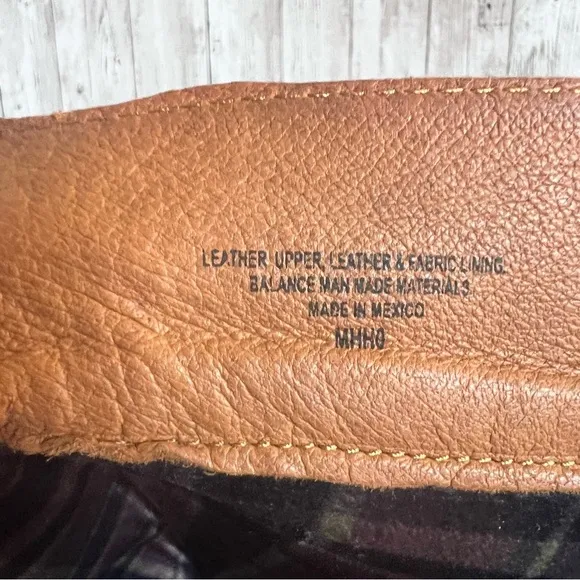 LEATHER UPPER, LEATHER & FABRIC LINING.
BALANCE MAN MADE MATERIALS.
MADE IN MEXICO
MHH0